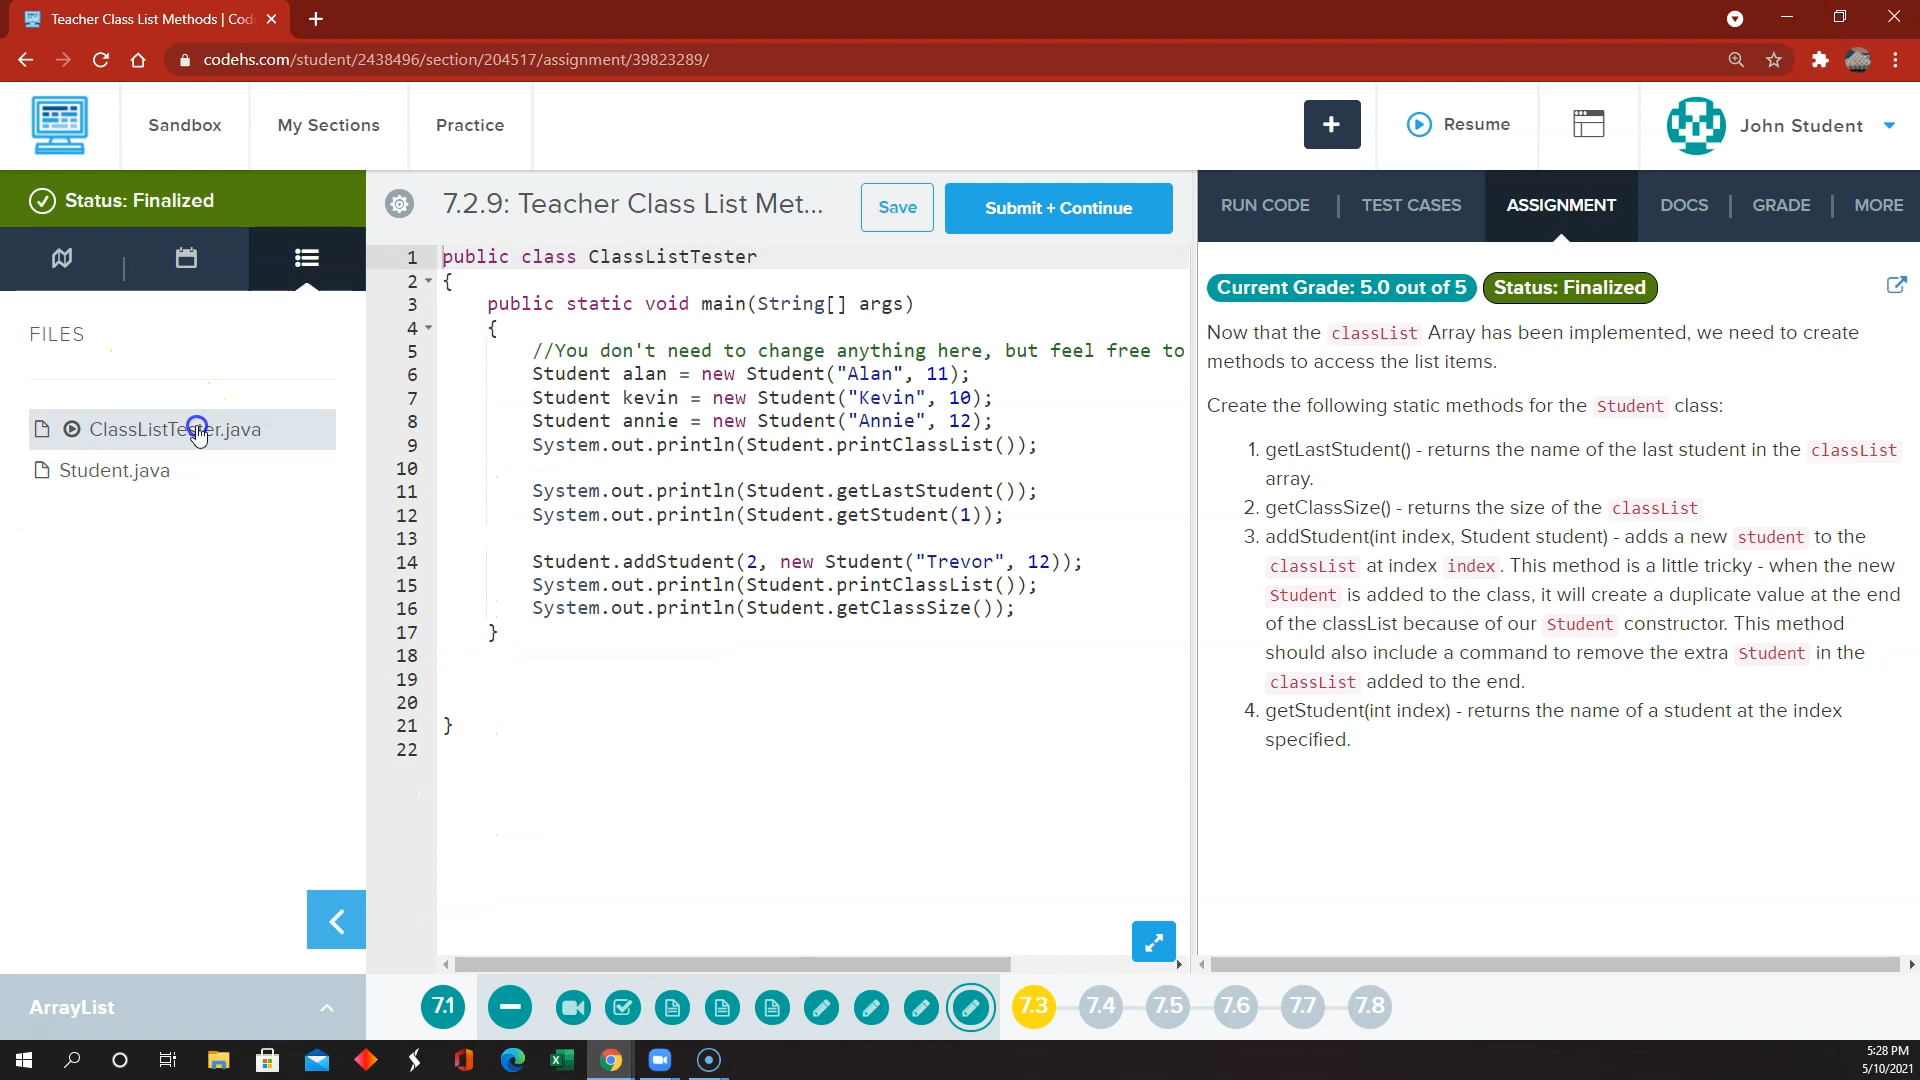 Teacher Class List Methods | Cod
codehs.com/student/2438496/section/204517/assignment/39823289/
Sandbox
My Sections
Practice
+
Resume
John Student
Status: Finalized
7.2.9: Teacher Class List Met...
Save
Submit + Continue
RUN CODE
TEST CASES
ASSIGNMENT
DOCS
GRADE
MORE
FILES
ClassListTester.java
Student.java
1 public class ClassListTester
2 {
3 public static void main(String[] args)
4 {
5 //You don't need to change anything here, but feel free to
6 Student alan = new Student("Alan", 11);
7 Student kevin = new Student("Kevin", 10);
8 Student annie = new Student("Annie", 12);
9 System.out.println(Student.printClassList());
10
11 System.out.println(Student.getLastStudent());
12 System.out.println(Student.getStudent(1));
13
14 Student.addStudent(2, new Student("Trevor", 12));
15 System.out.println(Student.printClassList());
16 System.out.println(Student.getClassSize());
17 }
18
19
20
21 }
22
Current Grade: 5.0 out of 5
Status: Finalized
Now that the classList Array has been implemented, we need to create
methods to access the list items.
Create the following static methods for the Student class:
1. getLastStudent() - returns the name of the last student in the classList
array.
2. getClassSize() - returns the size of the classList
3. addStudent(int index, Student student) - adds a new student to the
classList at index index . This method is a little tricky - when the new
Student is added to the class, it will create a duplicate value at the end
of the classList because of our Student constructor. This method
should also include a command to remove the extra Student in the
classList added to the end.
4. getStudent(int index) - returns the name of a student at the index
specified.
ArrayList
7.1
7.3
7.4
7.5
7.6
7.7
7.8
5:28 PM
5/10/2021